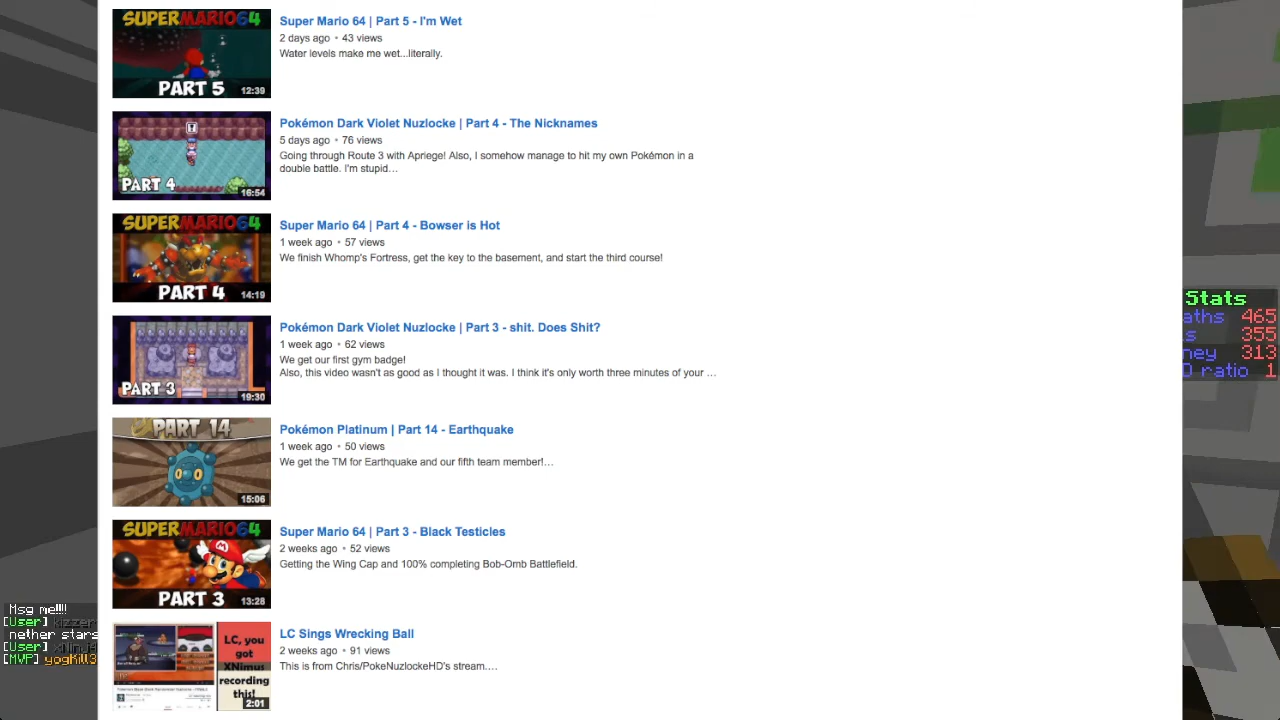 SUPERMARIO64
PART 5
12:39
Super Mario 64 | Part 5 - I'm Wet
2 days ago • 43 views
Water levels make me wet...literally.
PART 4
16:54
Pokémon Dark Violet Nuzlocke | Part 4 - The Nicknames
5 days ago • 76 views
Going through Route 3 with Apriege! Also, I somehow manage to hit my own Pokémon in a
double battle. I'm stupid…
SUPERMARIO64
PART 4
14:19
Super Mario 64 | Part 4 - Bowser is Hot
1 week ago • 57 views
We finish Whomp's Fortress, get the key to the basement, and start the third course!
PART 3
19:30
Pokémon Dark Violet Nuzlocke | Part 3 - shit. Does Shit?
1 week ago • 62 views
We get our first gym badge!
Also, this video wasn't as good as I thought it was. I think it's only worth three minutes of your …
Stats
aths 465
s 355
ney 313
D ratio 1
PART 14
15:06
Pokémon Platinum | Part 14 - Earthquake
1 week ago • 50 views
We get the TM for Earthquake and our fifth team member!…
SUPERMARIO64
PART 3
13:28
Super Mario 64 | Part 3 - Black Testicles
2 weeks ago • 52 views
Getting the Wing Cap and 100% completing Bob-Omb Battlefield.
Msg me!!!
[User] kizzer
nether stars
[User]
[MVP] yogkill3
LC, you
got
XNimus
recording
this!
2:01
LC Sings Wrecking Ball
2 weeks ago • 91 views
This is from Chris/PokeNuzlockeHD's stream.…